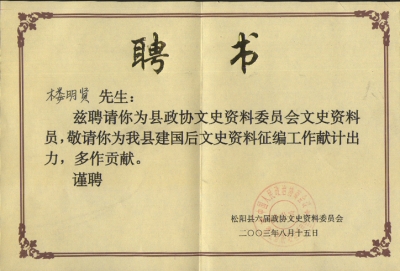 聘书
楼明贤 先生：
兹聘请你为县政协文史资料委员会文史资料
员，敬请你为我县建国后文史资料征编工作献计出
力，多作贡献。
谨聘
松阳县六届政协文史资料委员会
二〇〇三年八月十五日